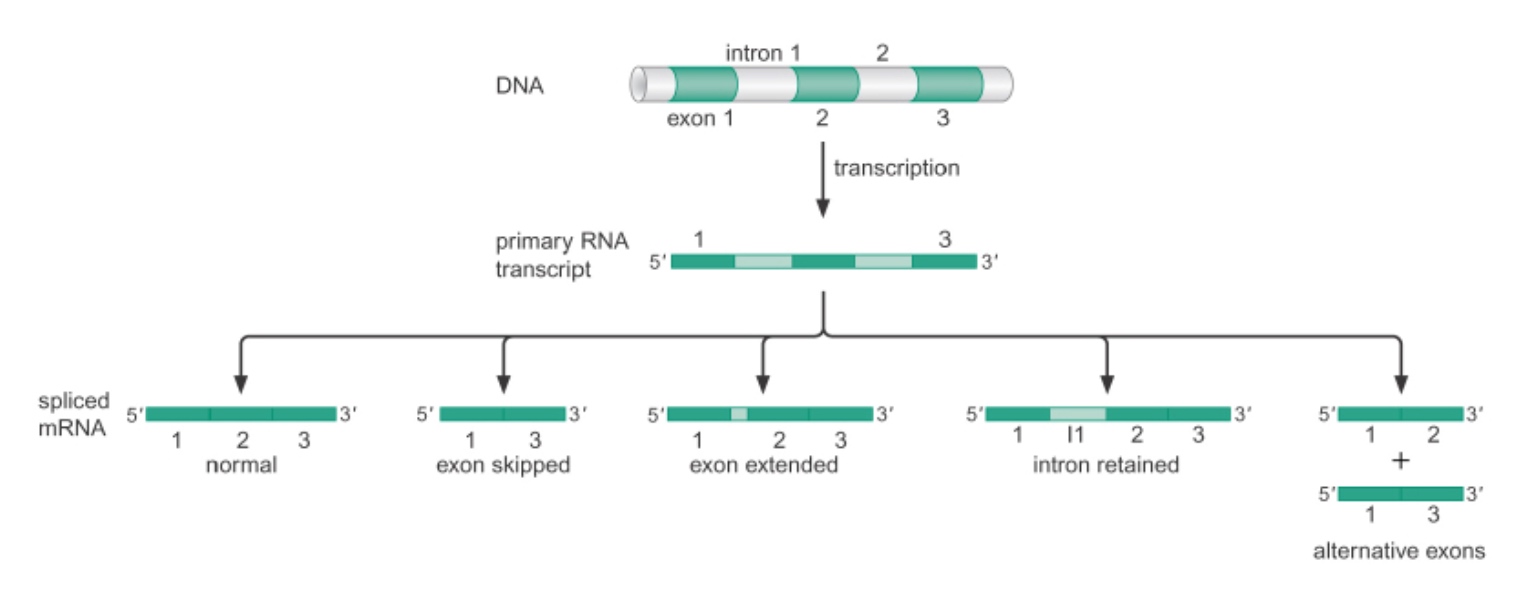 intron 1 2
DNA
exon 1 2 3
transcription
primary RNA
transcript
1 3
5′ 3′
spliced
mRNA
5′ 3′
1 2 3
normal
5′ 3′
1 3
exon skipped
5′ 3′
1 2 3
exon extended
5′ 3′
1 I1 2 3
intron retained
5′ 3′
1 2
+
5′ 3′
1 3
alternative exons